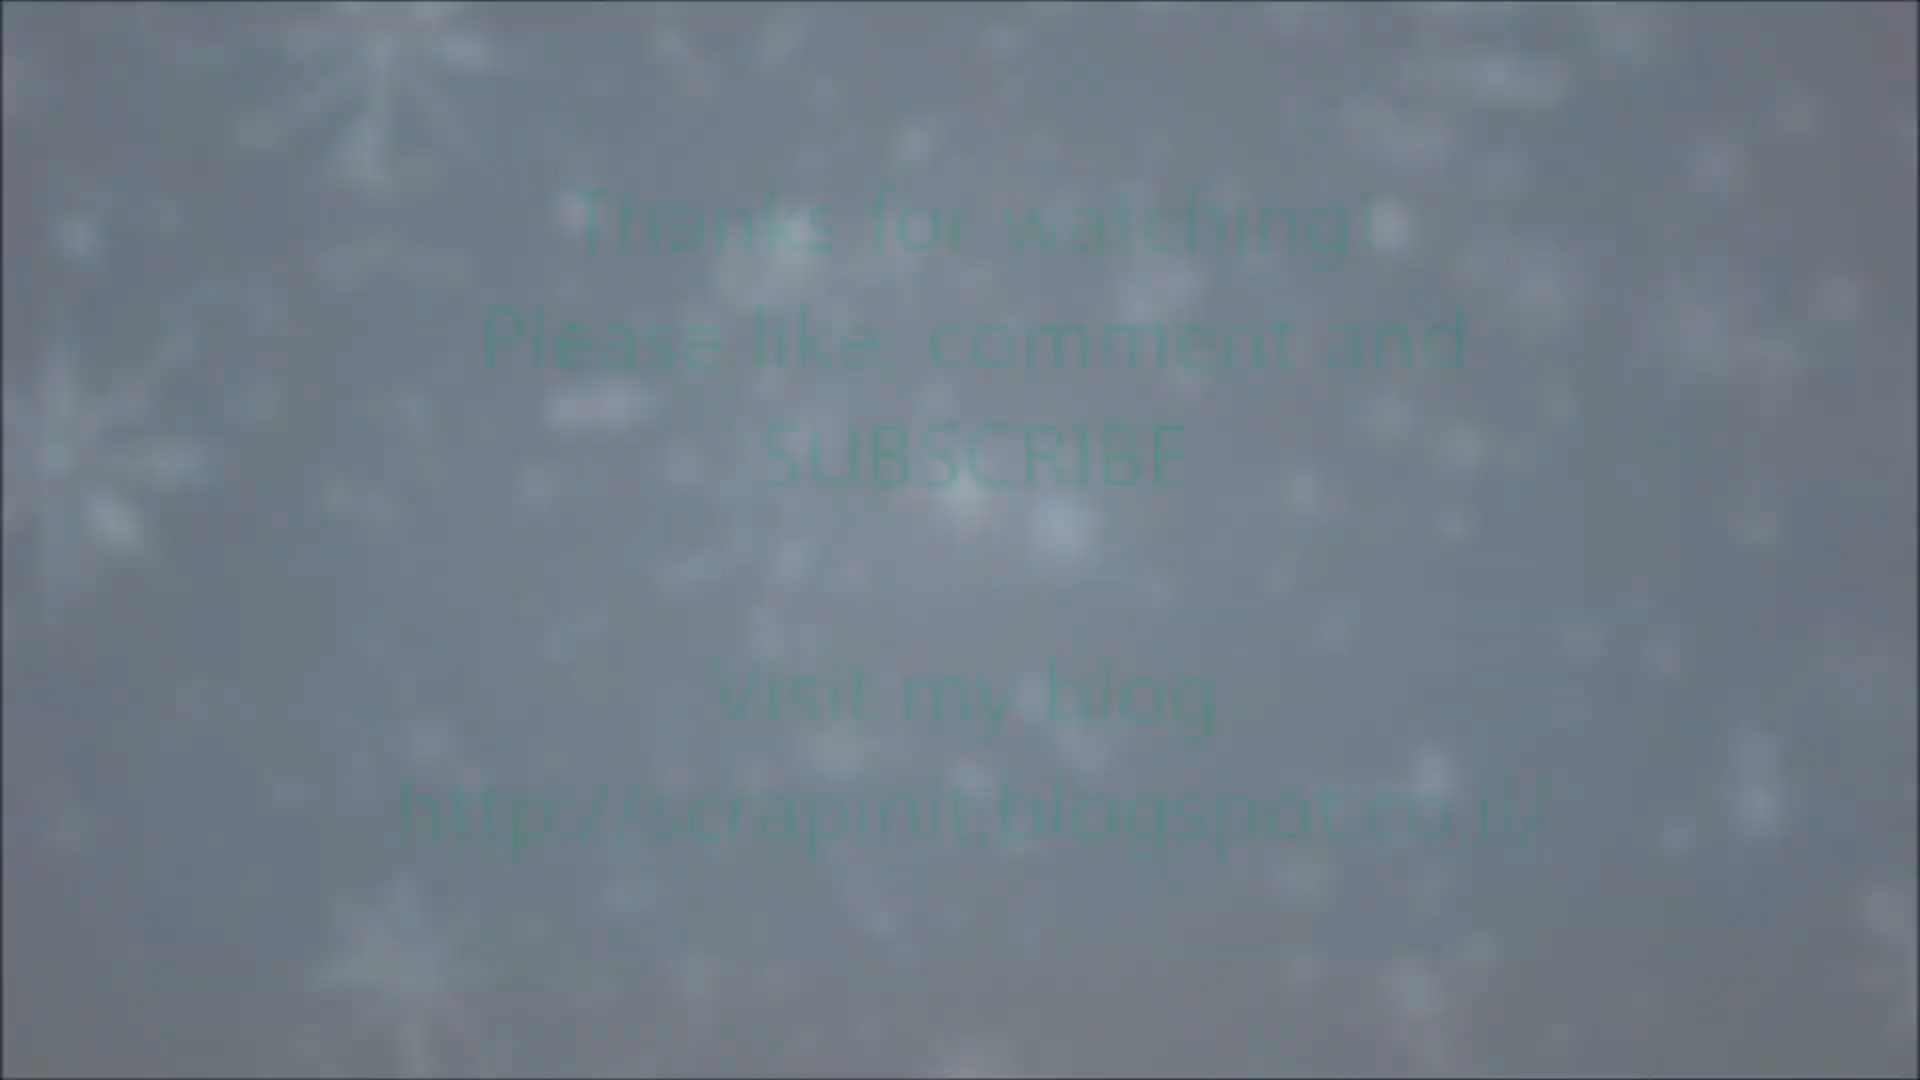 Thanks for watching!
Please like, comment and
SUBSCRIBE
Visit my blog
http://scrapinit.blogspot.co.il/